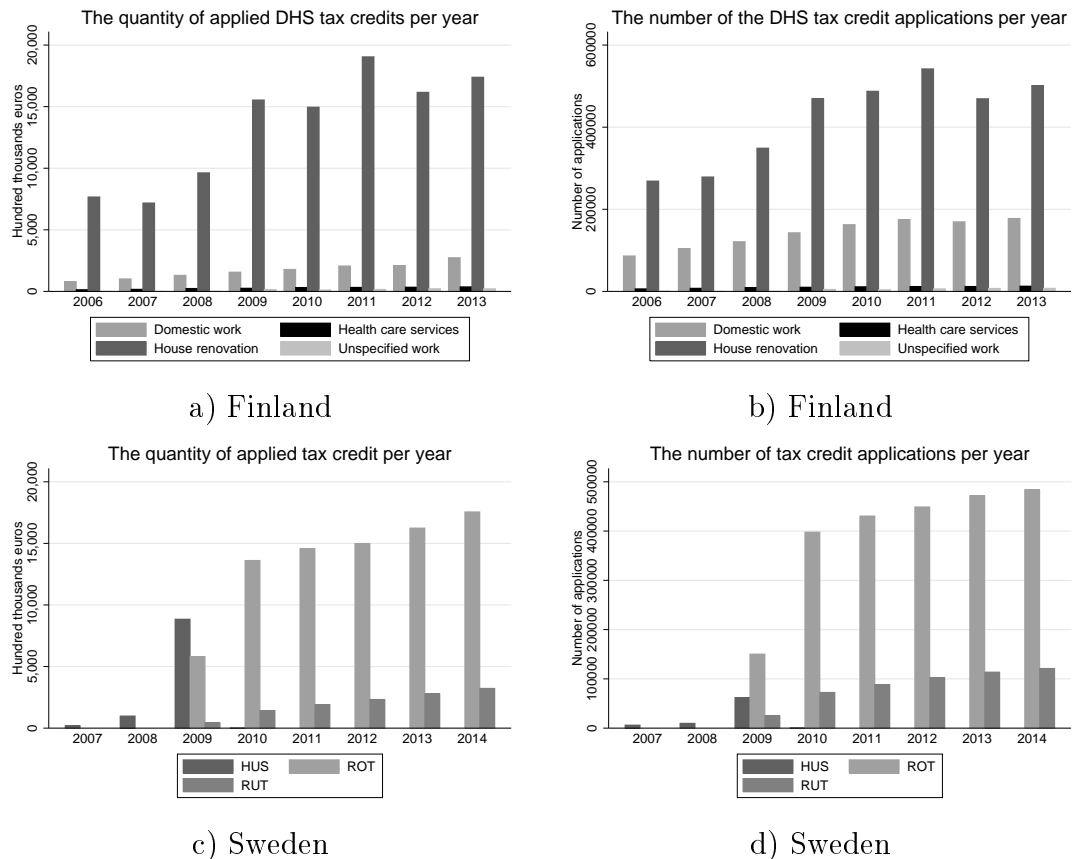 The quantity of applied DHS tax credits per year
Hundred thousands euros
20,000
15,000
10,000
5,000
0
2006 2007 2008 2009 2010 2011 2012 2013
Domestic work Health care services
House renovation Unspecified work
a) Finland
The number of the DHS tax credit applications per year
Number of applications
600000
400000
200000
0
2006 2007 2008 2009 2010 2011 2012 2013
Domestic work Health care services
House renovation Unspecified work
b) Finland
The quantity of applied tax credit per year
Hundred thousands euros
20,000
15,000
10,000
5,000
0
2007 2008 2009 2010 2011 2012 2013 2014
HUS ROT
RUT
c) Sweden
The number of tax credit applications per year
Number of applications
500000
400000
300000
200000
100000
0
2007 2008 2009 2010 2011 2012 2013 2014
HUS ROT
RUT
d) Sweden